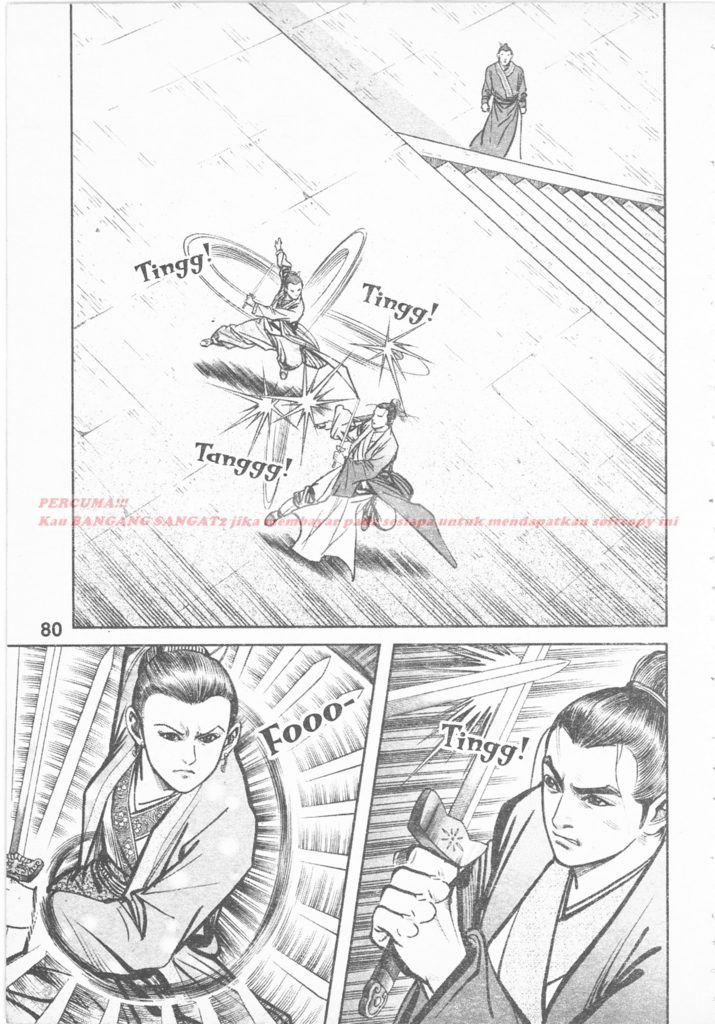 Tingg!
Tingg!
Tanggg!
PERCUMA!!!
Kau BANGANG SANGAT2 jika membayar pada sesiapa untuk mendapatkan softcopy ini
80
Fooo-
Tingg!